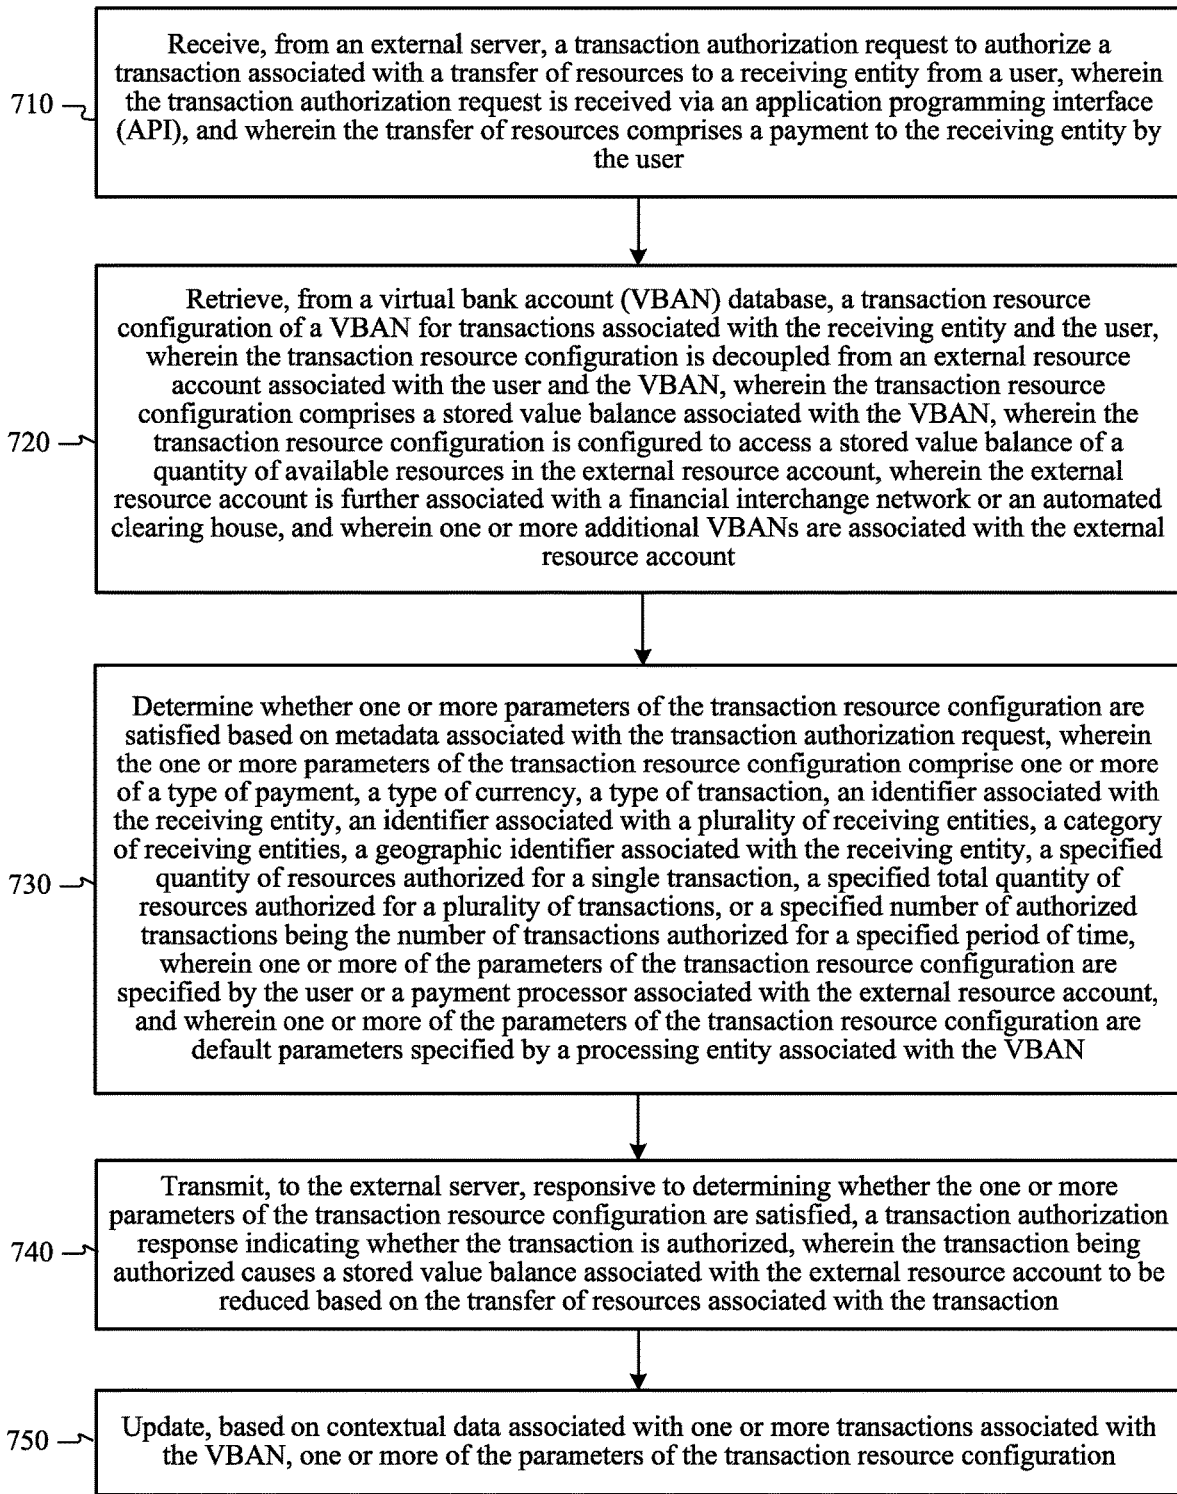 Receive, from an external server, a transaction authorization request to authorize a
transaction associated with a transfer of resources to a receiving entity from a user, wherein
710
the transaction authorization request is received via an application programming interface
(API), and wherein the transfer of resources comprises a payment to the receiving entity by
the user
Retrieve, from a virtual bank account (VBAN) database, a transaction resource
configuration of a VBAN for transactions associated with the receiving entity and the user,
wherein the transaction resource configuration is decoupled from an external resource
account associated with the user and the VBAN, wherein the transaction resource
configuration comprises a stored value balance associated with the VBAN, wherein the
720
transaction resource configuration is configured to access a stored value balance of a
quantity of available resources in the external resource account, wherein the external
resource account is further associated with a financial interchange network or an automated
clearing house, and wherein one or more additional VBANs are associated with the external
resource account
Determine whether one or more parameters of the transaction resource configuration are
satisfied based on metadata associated with the transaction authorization request, wherein
the one or more parameters of the transaction resource configuration comprise one or more
of a type of payment, a type of currency, a type of transaction, an identifier associated with
the receiving entity, an identifier associated with a plurality of receiving entities, a category
of receiving entities, a geographic identifier associated with the receiving entity, a specified
730
quantity of resources authorized for a single transaction, a specified total quantity of
resources authorized for a plurality of transactions, or a specified number of authorized
transactions being the number of transactions authorized for a specified period of time,
wherein one or more of the parameters of the transaction resource configuration are
specified by the user or a payment processor associated with the external resource account,
and wherein one or more of the parameters of the transaction resource configuration are
default parameters specified by a processing entity associated with the VBAN
Transmit, to the external server, responsive to determining whether the one or more
parameters of the transaction resource configuration are satisfied, a transaction authorization
740
response indicating whether the transaction is authorized, wherein the transaction being
authorized causes a stored value balance associated with the external resource account to be
reduced based on the transfer of resources associated with the transaction
750
Update, based on contextual data associated with one or more transactions associated with
the VBAN, one or more of the parameters of the transaction resource configuration